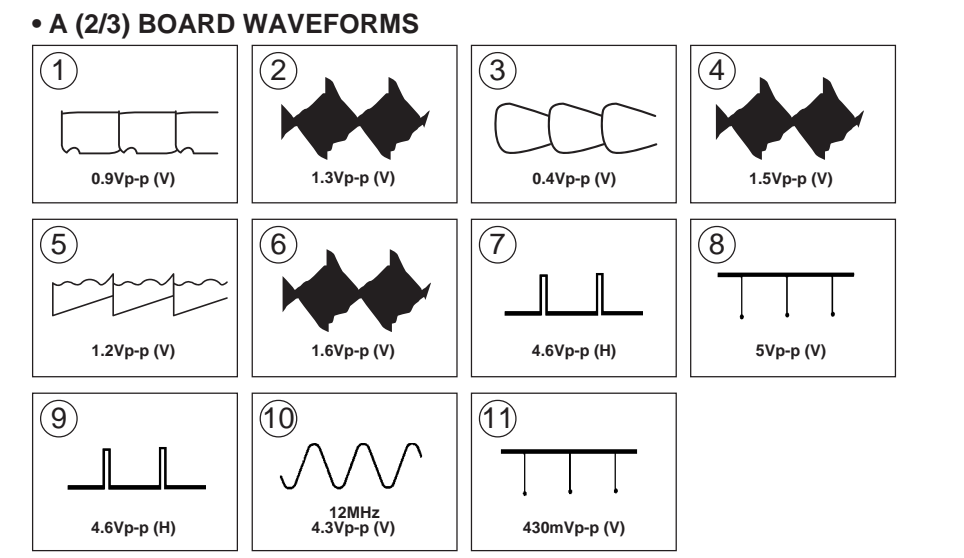 • A (2/3) BOARD WAVEFORMS
1
0.9Vp-p (V)
2
1.3Vp-p (V)
3
0.4Vp-p (V)
4
1.5Vp-p (V)
5
1.2Vp-p (V)
6
1.6Vp-p (V)
7
4.6Vp-p (H)
8
5Vp-p (V)
9
4.6Vp-p (H)
10
12MHz
4.3Vp-p (V)
11
430mVp-p (V)